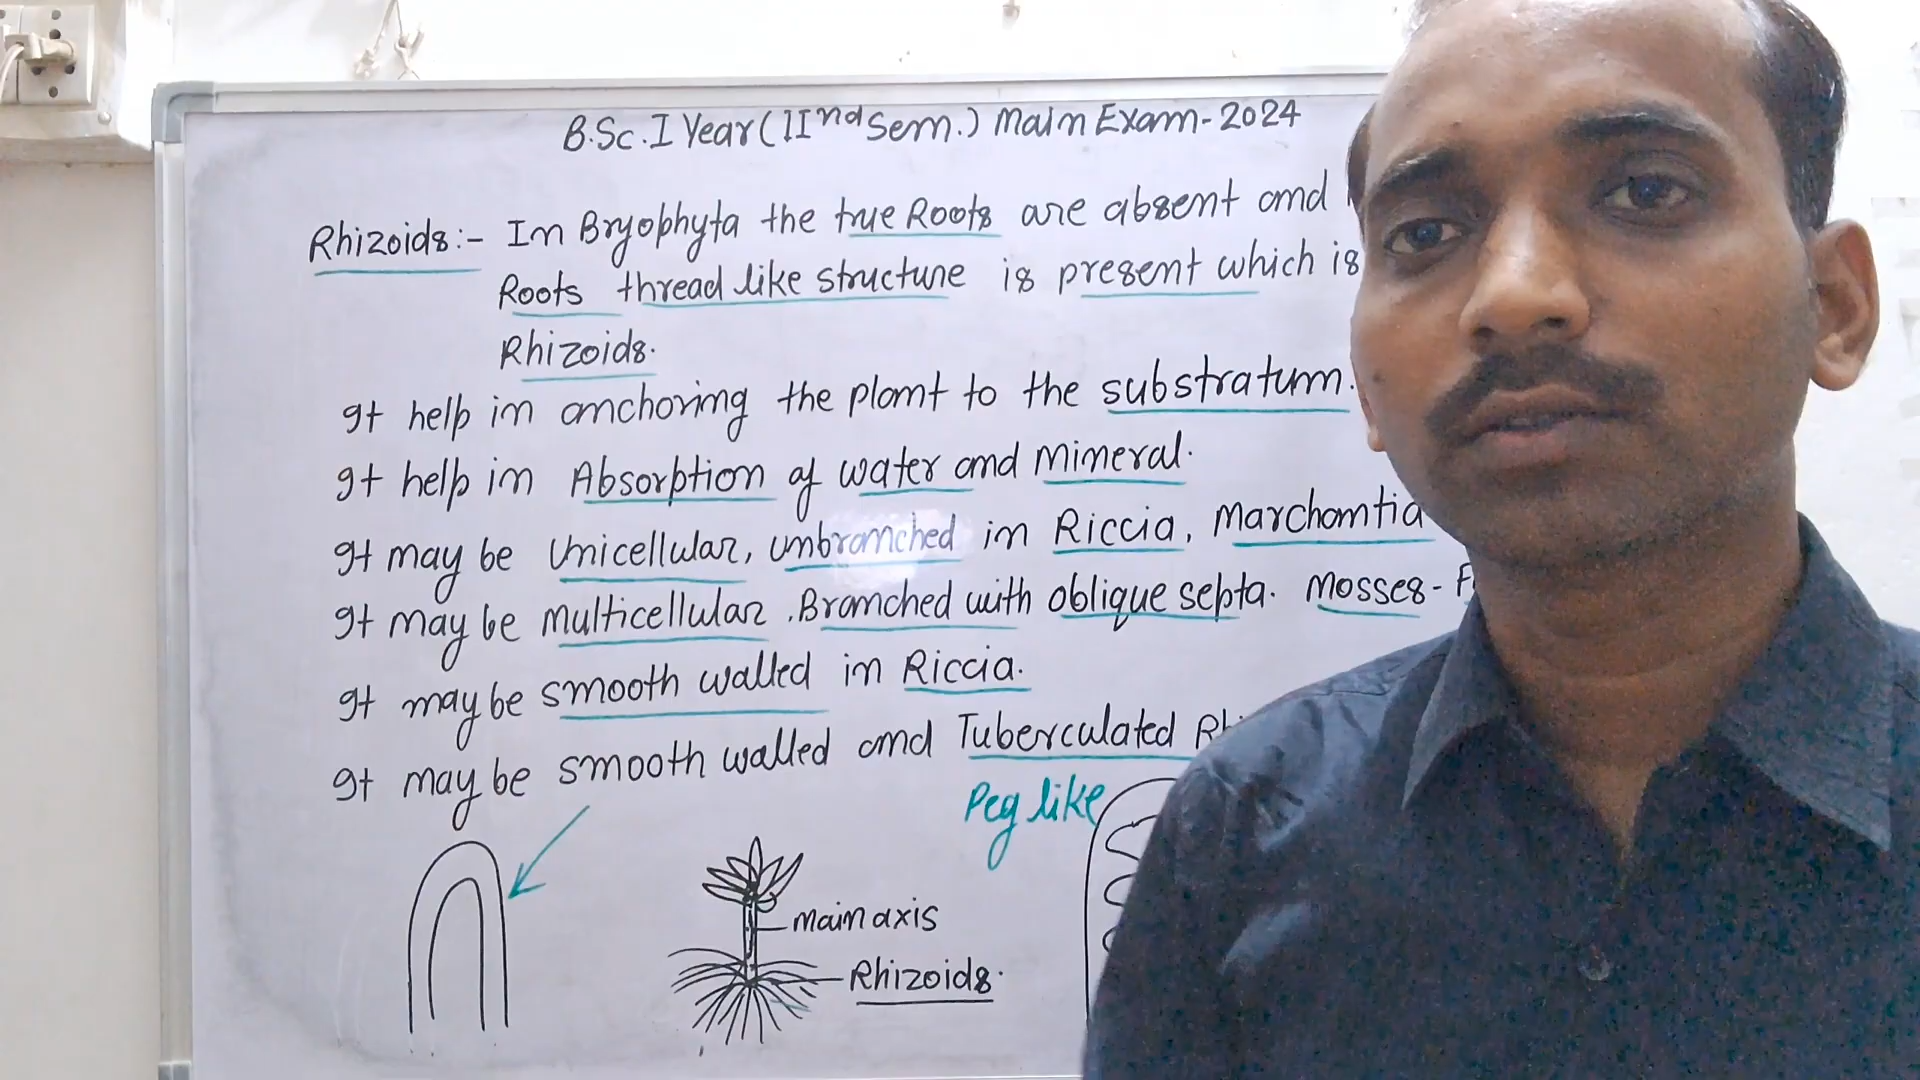 B.Sc. I Year (IInd Sem.) Main Exam-2024
Rhizoids:- In Bryophyta the true Roots are absent and
Roots thread like structure is present which is
Rhizoids.
It help in anchoring the plant to the substratum.
It help in Absorption of water and Mineral.
It may be Unicellular, unbranched in Riccia, Marchantia
It may be Multicellular. Branched with oblique septa. Mosses-
It may be smooth walled in Riccia.
It may be smooth walled and Tuberculated
Peg like
main axis
Rhizoids.